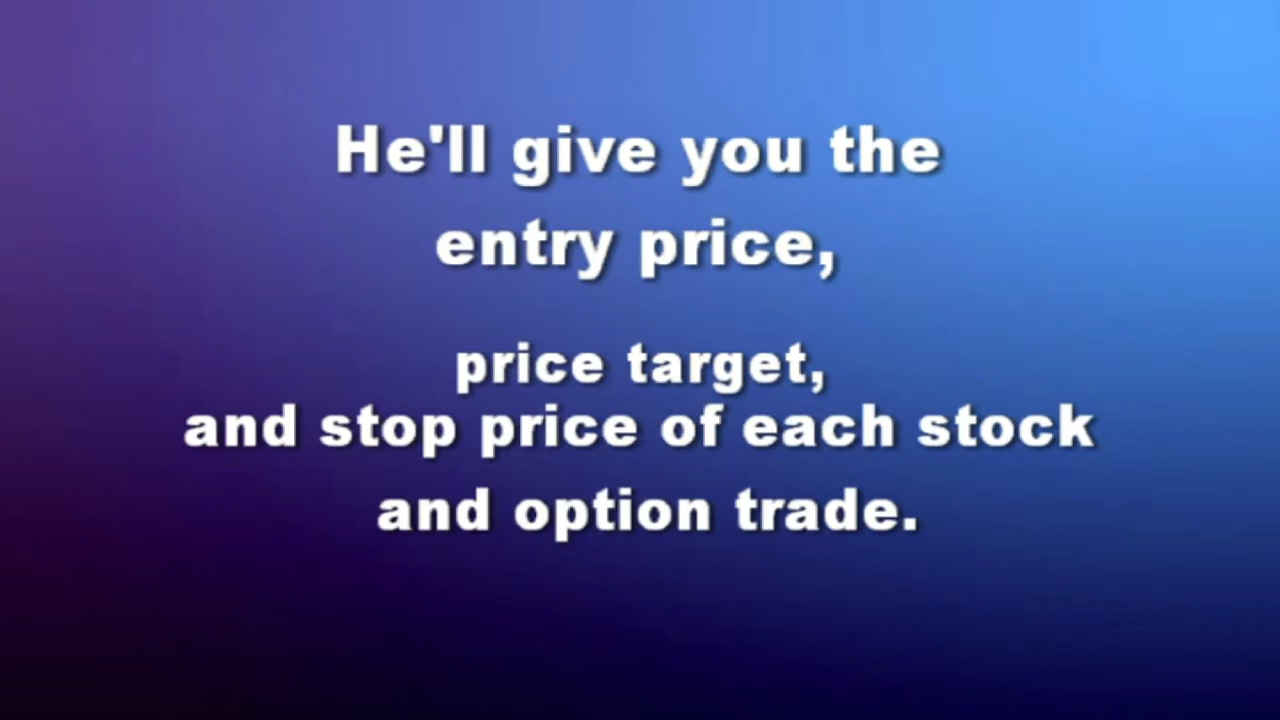 He'll give you the
entry price,
price target,
and stop price of each stock
and option trade.